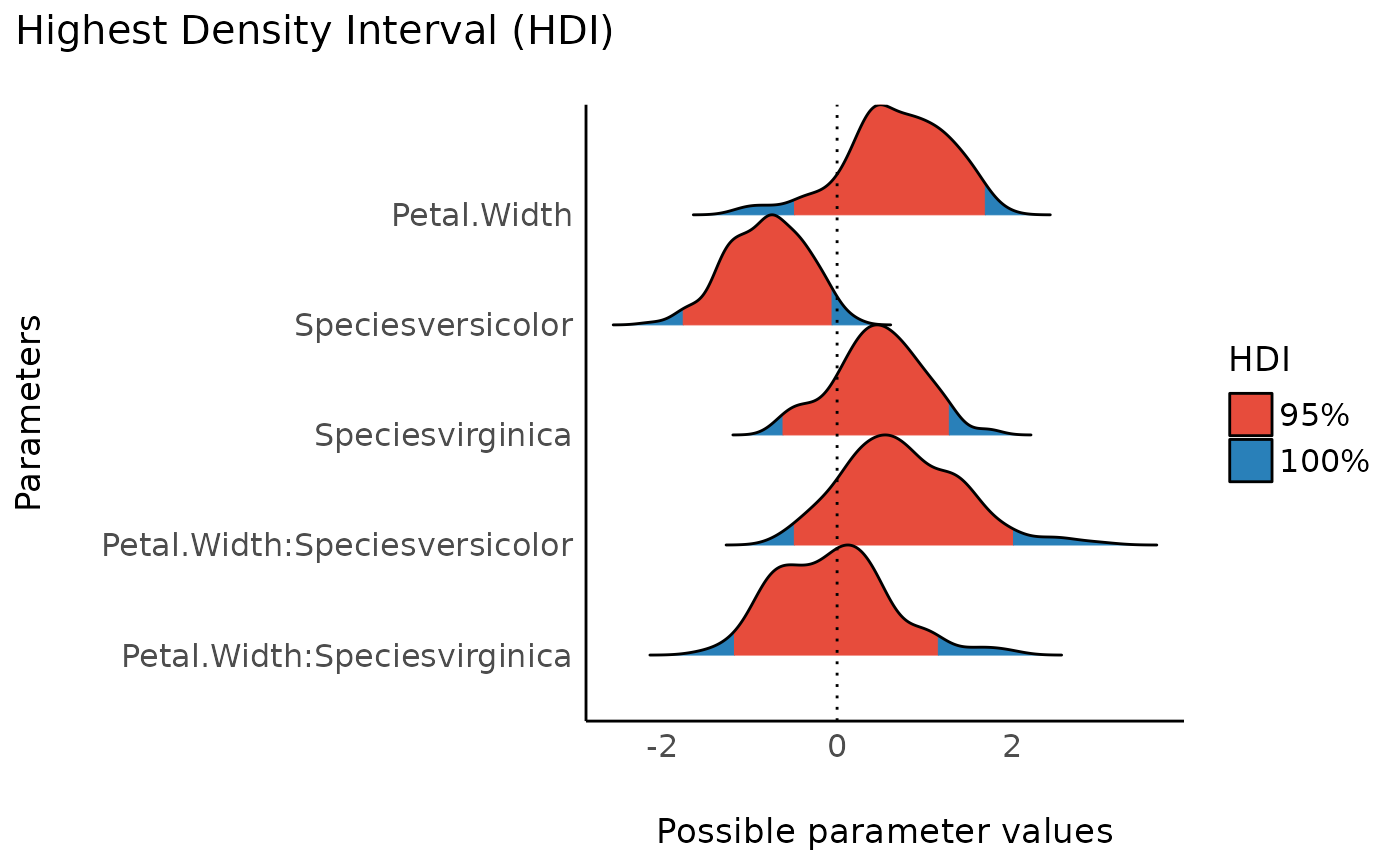 Highest Density Interval (HDI)
Parameters
Petal.Width
Speciesversicolor
Speciesvirginica
Petal.Width:Speciesversicolor
Petal.Width:Speciesvirginica
-2
0
2
Possible parameter values
HDI
95%
100%